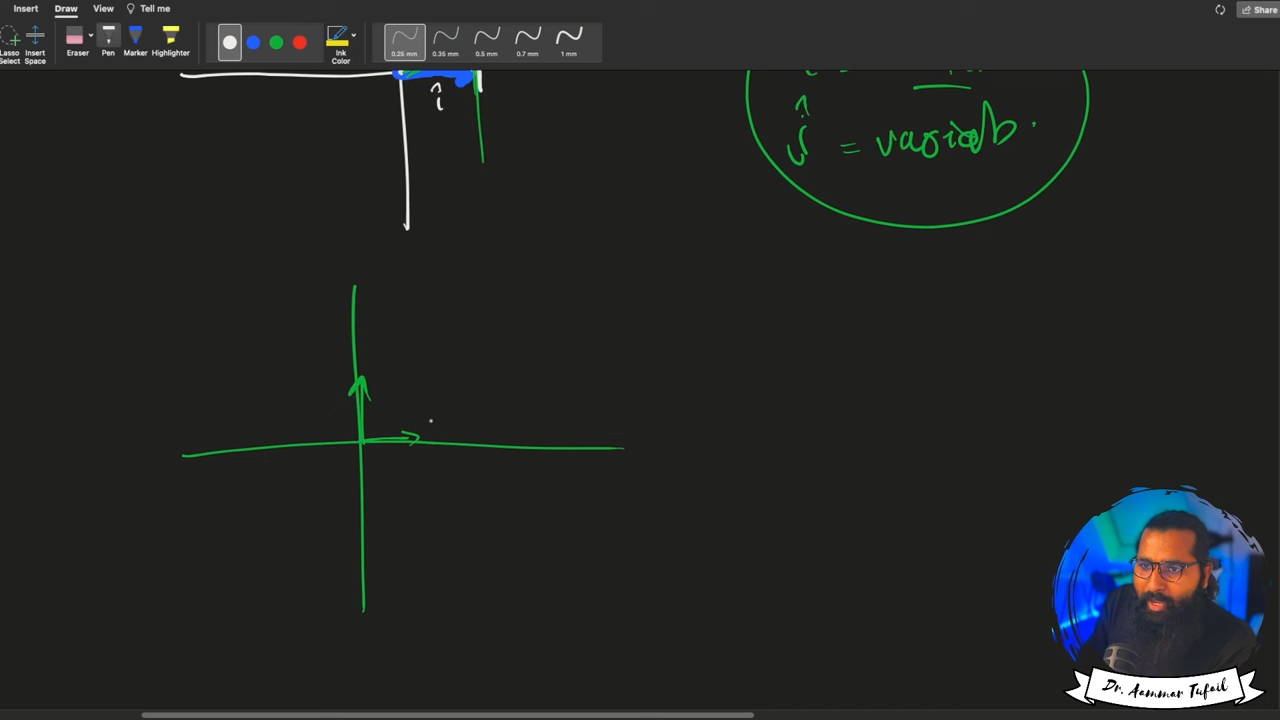 Insert Draw View Tell me
Share
Lasso Select
Insert Space
Eraser
Pen
Marker
Highlighter
Ink Color
0.25 mm
0.35 mm
0.5 mm
0.7 mm
1 mm
î
ĵ = variab
Dr. Aammar Tufail